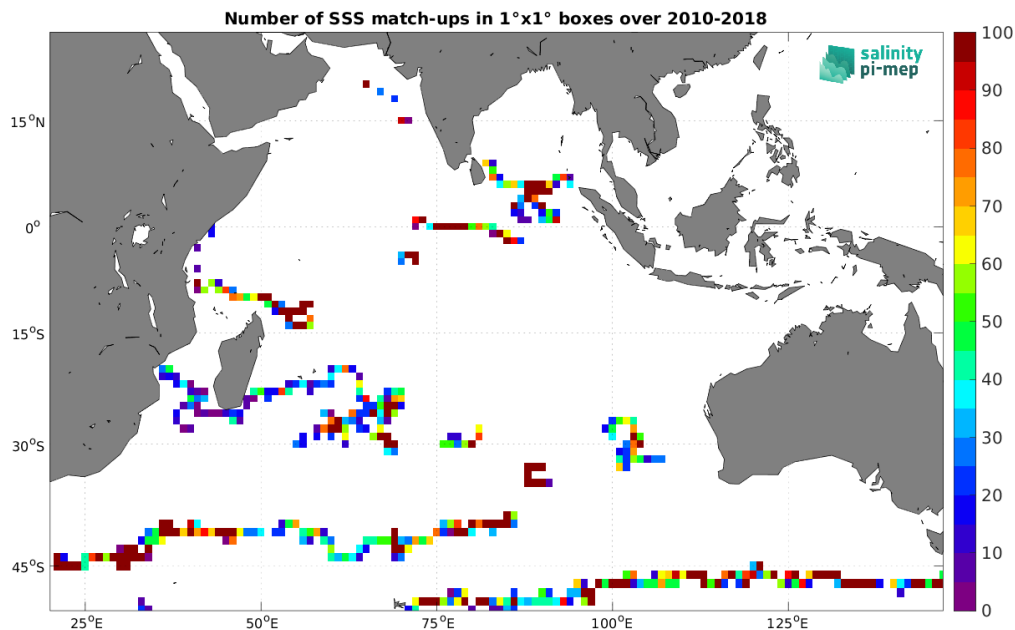 Number of SSS match-ups in 1°x1° boxes over 2010-2018
salinity
pi-mep
15°N
0°
15°S
30°S
45°S
25°E
50°E
75°E
100°E
125°E
100
90
80
70
60
50
40
30
20
10
0